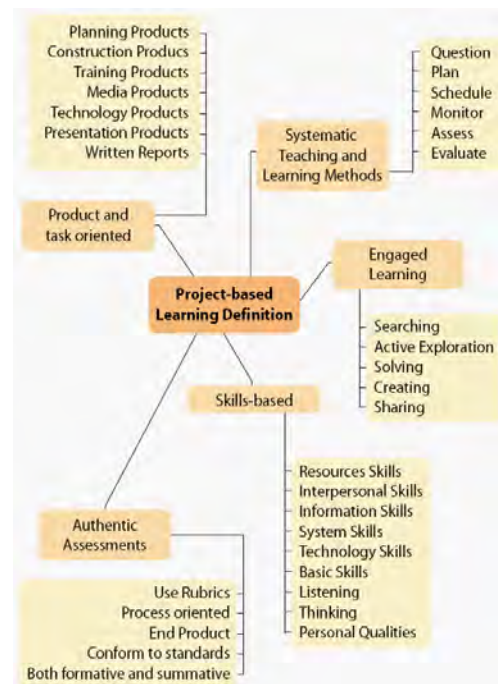 Planning Products
Construction Producs
Training Products
Media Products
Technology Products
Presentation Products
Written Reports
Product and
task oriented
Systematic
Teaching and
Learning Methods
Question
Plan
Schedule
Monitor
Assess
Evaluate
Project-based
Learning Definition
Engaged
Learning
Searching
Active Exploration
Solving
Creating
Sharing
Skills-based
Resources Skills
Interpersonal Skills
Information Skills
System Skills
Technology Skills
Basic Skills
Listening
Thinking
Personal Qualities
Authentic
Assessments
Use Rubrics
Process oriented
End Product
Conform to standards
Both formative and summative